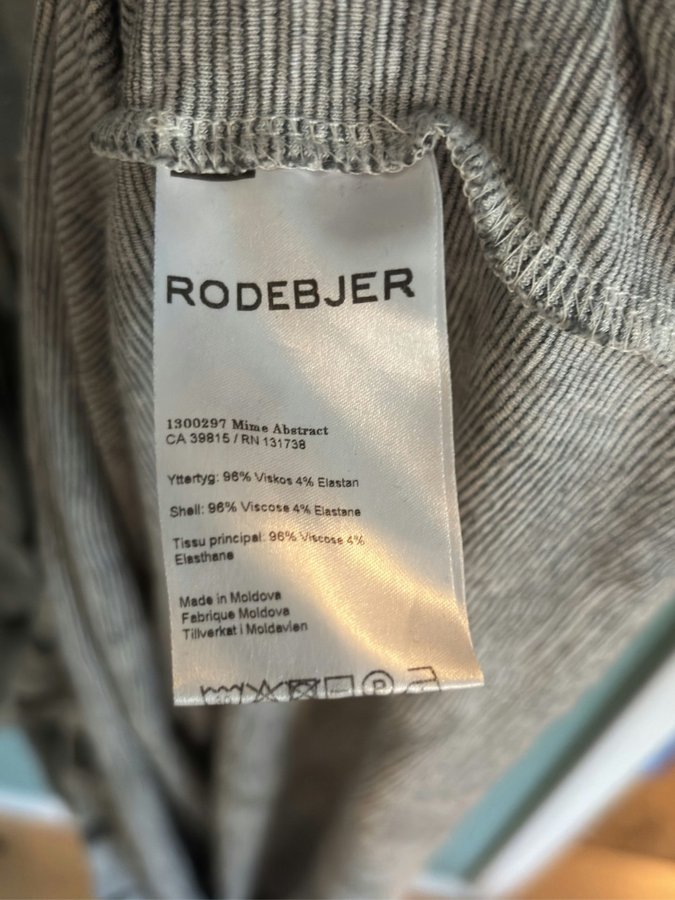 RODEBJER
1300297 Mime Abstract
CA 39815 / RN 131738
Yttertyg: 96% Viskos 4% Elastan
Shell: 96% Viscose 4% Elastane
Tissu principal: 96% Viscose 4%
Elasthane
Made in Moldova
Fabrique Moldova
Tillverkat i Moldavien
P